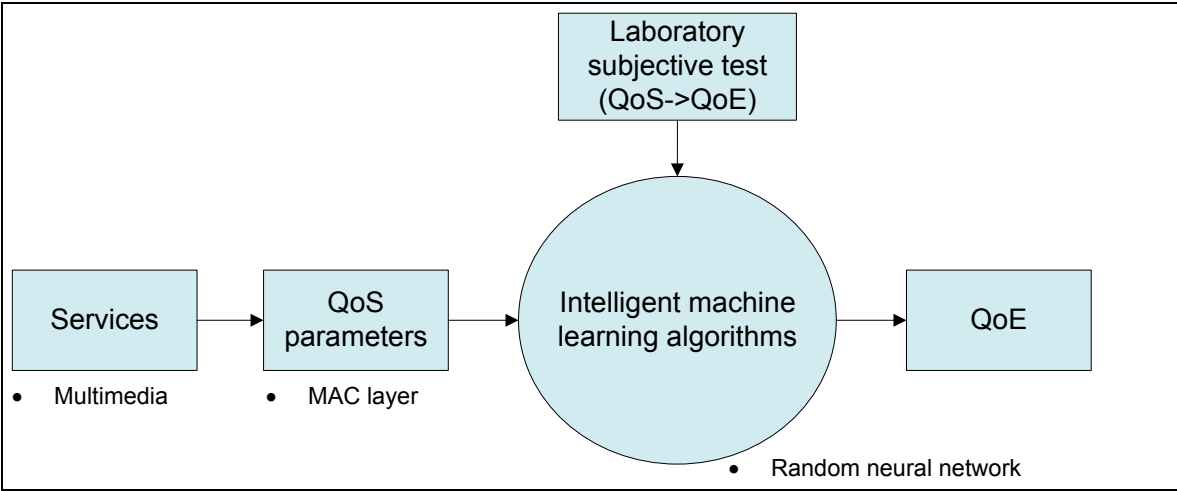 Laboratory
subjective test
(QoS->QoE)
Services
QoS
parameters
Intelligent machine
learning algorithms
QoE
• Multimedia
• MAC layer
• Random neural network